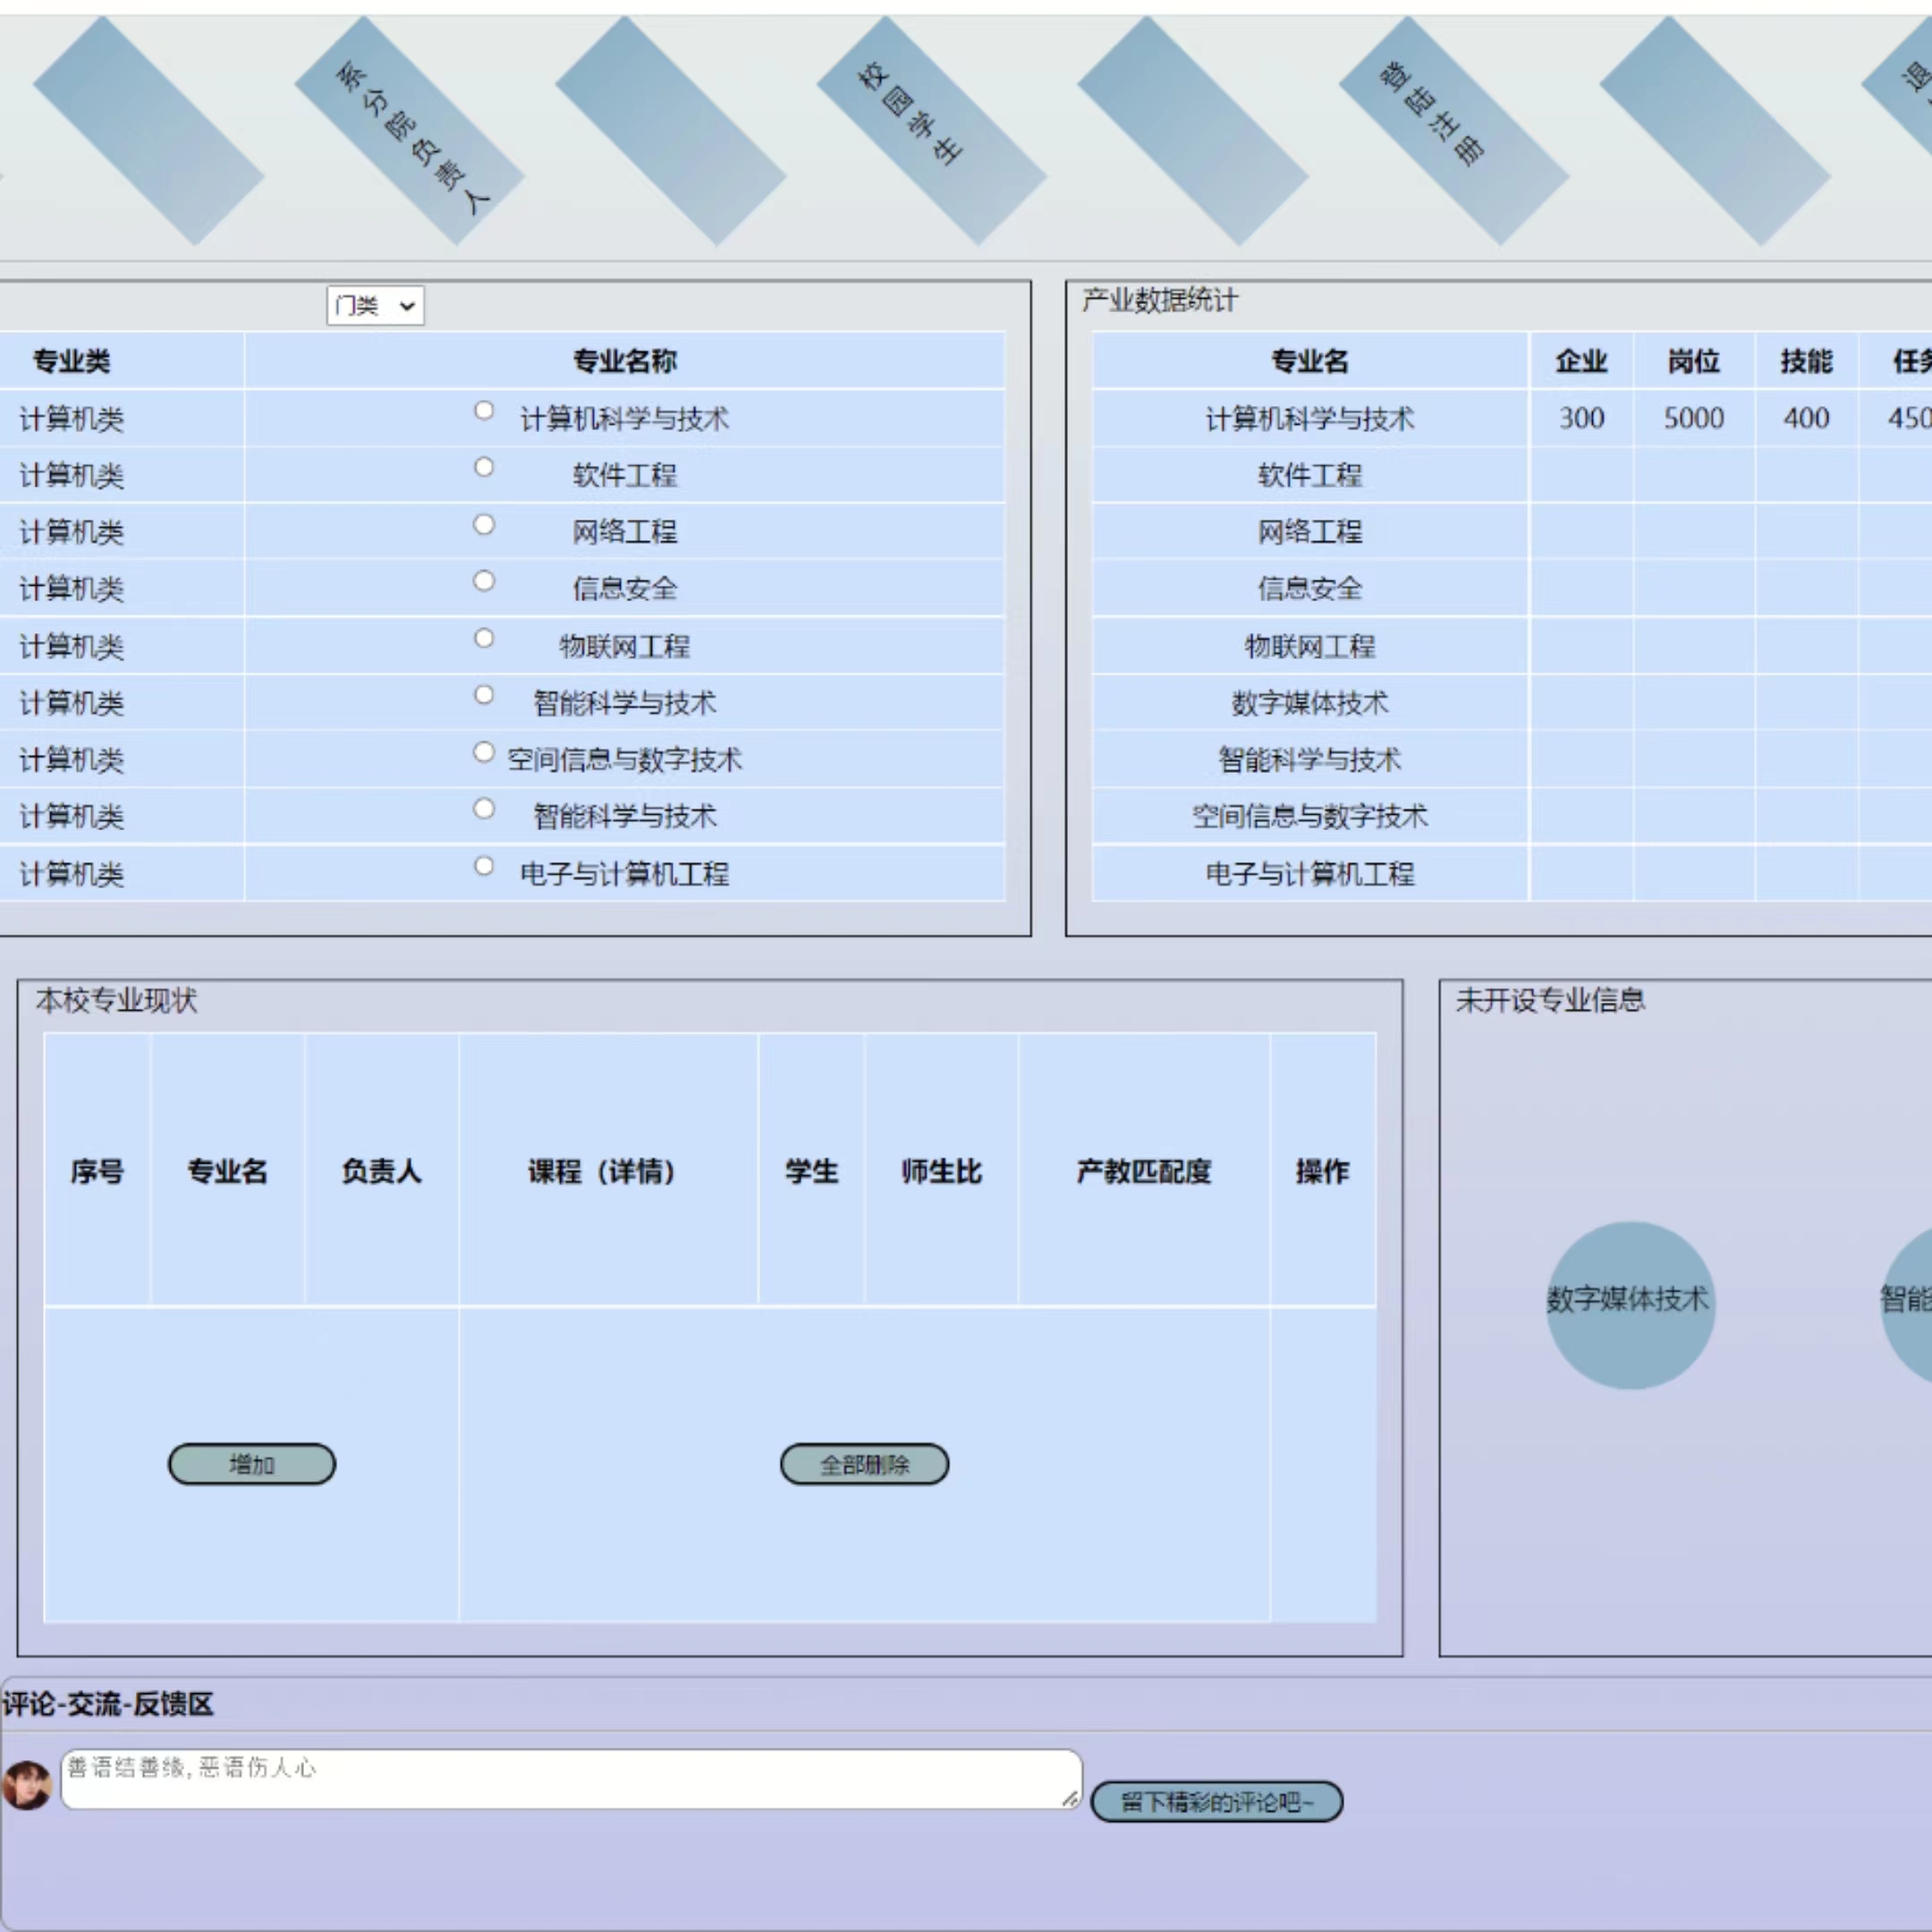 系分院负责人
校园学生
登陆注册
退
门类
专业类 专业名称
计算机类 计算机科学与技术
计算机类 软件工程
计算机类 网络工程
计算机类 信息安全
计算机类 物联网工程
计算机类 智能科学与技术
计算机类 空间信息与数字技术
计算机类 智能科学与技术
计算机类 电子与计算机工程
产业数据统计
专业名 企业 岗位 技能 任务
计算机科学与技术 300 5000 400 450
软件工程
网络工程
信息安全
物联网工程
数字媒体技术
智能科学与技术
空间信息与数字技术
电子与计算机工程
本校专业现状
序号 专业名 负责人 课程（详情） 学生 师生比 产教匹配度 操作
增加 全部删除
未开设专业信息
数字媒体技术 智能
评论-交流-反馈区
善语结善缘,恶语伤人心
留下精彩的评论吧~